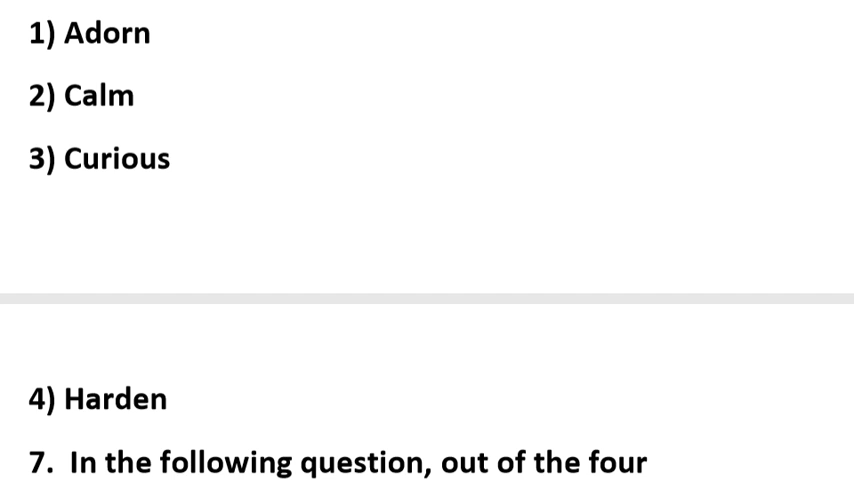 1) Adorn
2) Calm
3) Curious
4) Harden
7. In the following question, out of the four